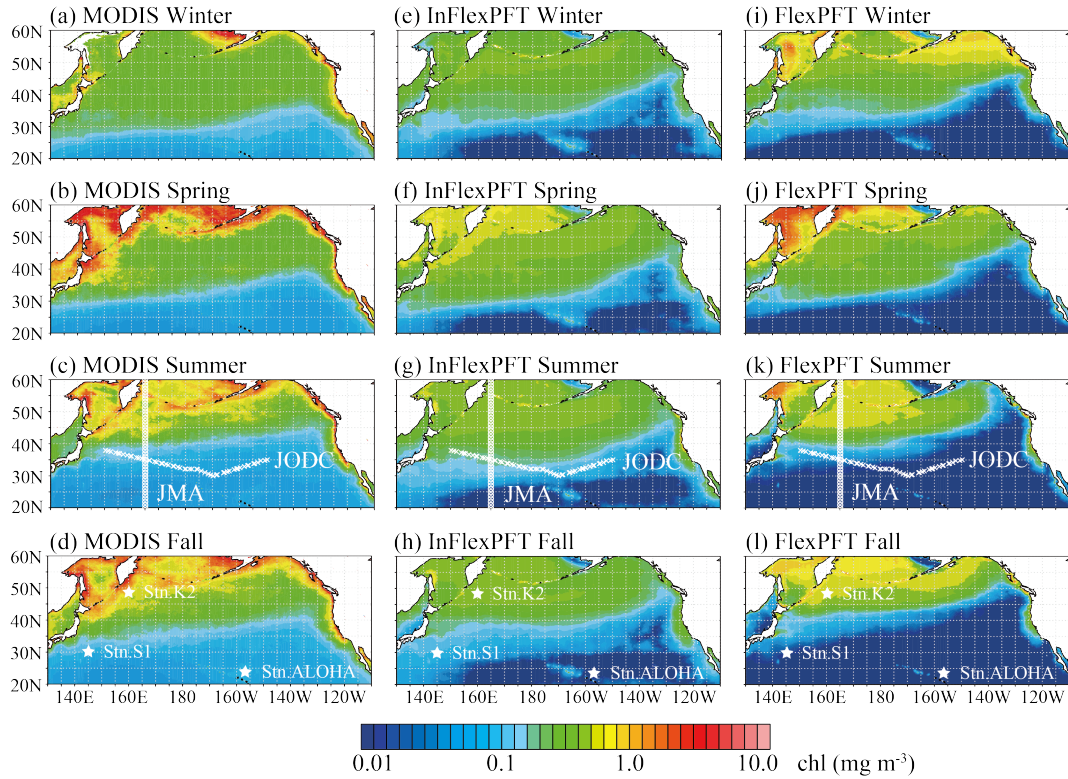 (a) MODIS Winter
(e) InFlexPFT Winter
(i) FlexPFT Winter
60N
50N
40N
30N
20N
(b) MODIS Spring
(f) InFlexPFT Spring
(j) FlexPFT Spring
60N
50N
40N
30N
20N
(c) MODIS Summer
(g) InFlexPFT Summer
(k) FlexPFT Summer
60N
50N
40N
30N
20N
JODC
JMA
JODC
JMA
JODC
JMA
(d) MODIS Fall
(h) InFlexPFT Fall
(l) FlexPFT Fall
60N
50N
40N
30N
20N
Stn.K2
Stn.S1
Stn.ALOHA
Stn.K2
Stn.S1
Stn.ALOHA
Stn.K2
Stn.S1
Stn.ALOHA
140E 160E 180 160W 140W 120W
140E 160E 180 160W 140W 120W
140E 160E 180 160W 140W 120W
0.01 0.1 1.0 10.0 chl (mg m⁻³)